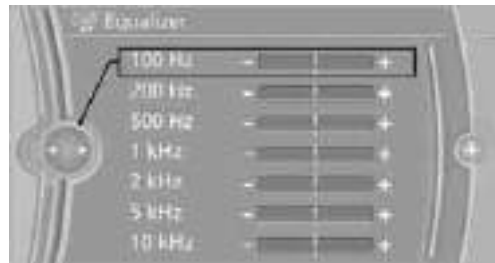 Equalizer
100 Hz - +
200 Hz - +
500 Hz - +
1 kHz - +
2 kHz - +
5 kHz - +
10 kHz - +